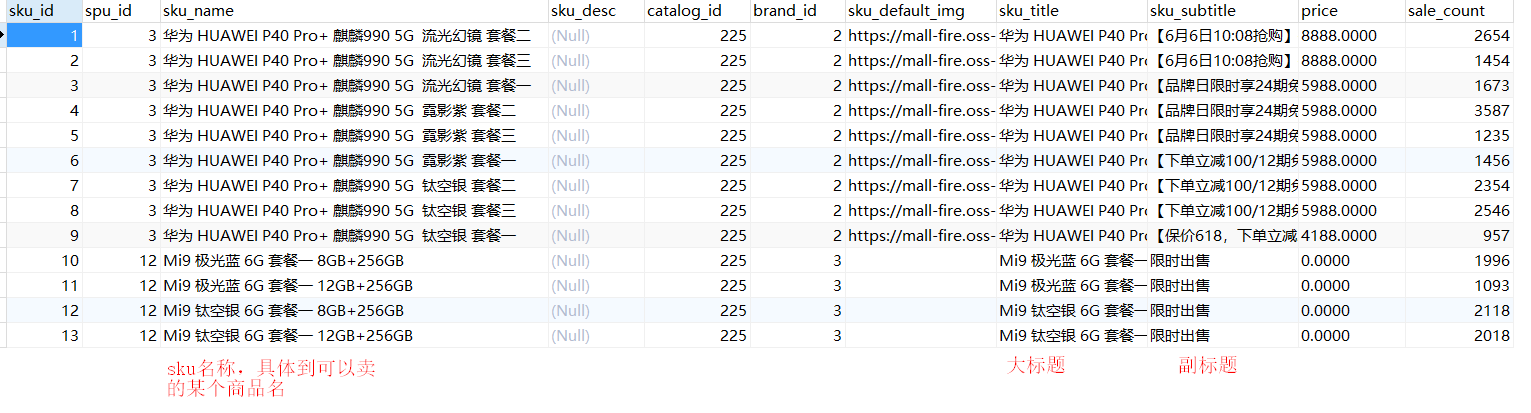 sku_id spu_id sku_name sku_desc catalog_id brand_id sku_default_img sku_title sku_subtitle price sale_count
1 3 华为 HUAWEI P40 Pro+ 麒麟990 5G 流光幻镜 套餐二 (Null) 225 2 https://mall-fire.oss- 华为 HUAWEI P40 Pro 【6月6日10:08抢购】 8888.0000 2654
2 3 华为 HUAWEI P40 Pro+ 麒麟990 5G 流光幻镜 套餐三 (Null) 225 2 https://mall-fire.oss- 华为 HUAWEI P40 Pro 【6月6日10:08抢购】 8888.0000 1454
3 3 华为 HUAWEI P40 Pro+ 麒麟990 5G 流光幻镜 套餐一 (Null) 225 2 https://mall-fire.oss- 华为 HUAWEI P40 Pro 【品牌日限时享24期免 5988.0000 1673
4 3 华为 HUAWEI P40 Pro+ 麒麟990 5G 霓影紫 套餐二 (Null) 225 2 https://mall-fire.oss- 华为 HUAWEI P40 Pro 【品牌日限时享24期免 5988.0000 3587
5 3 华为 HUAWEI P40 Pro+ 麒麟990 5G 霓影紫 套餐三 (Null) 225 2 https://mall-fire.oss- 华为 HUAWEI P40 Pro 【品牌日限时享24期免 5988.0000 1235
6 3 华为 HUAWEI P40 Pro+ 麒麟990 5G 霓影紫 套餐一 (Null) 225 2 https://mall-fire.oss- 华为 HUAWEI P40 Pro 【下单立减100/12期免 5988.0000 1456
7 3 华为 HUAWEI P40 Pro+ 麒麟990 5G 钛空银 套餐二 (Null) 225 2 https://mall-fire.oss- 华为 HUAWEI P40 Pro 【下单立减100/12期免 5988.0000 2354
8 3 华为 HUAWEI P40 Pro+ 麒麟990 5G 钛空银 套餐三 (Null) 225 2 https://mall-fire.oss- 华为 HUAWEI P40 Pro 【下单立减100/12期免 5988.0000 2546
9 3 华为 HUAWEI P40 Pro+ 麒麟990 5G 钛空银 套餐一 (Null) 225 2 https://mall-fire.oss- 华为 HUAWEI P40 Pro 【保价618，下单立减 4188.0000 957
10 12 Mi9 极光蓝 6G 套餐一 8GB+256GB (Null) 225 3 Mi9 极光蓝 6G 套餐一 限时出售 0.0000 1996
11 12 Mi9 极光蓝 6G 套餐一 12GB+256GB (Null) 225 3 Mi9 极光蓝 6G 套餐一 限时出售 0.0000 1093
12 12 Mi9 钛空银 6G 套餐一 8GB+256GB (Null) 225 3 Mi9 钛空银 6G 套餐一 限时出售 0.0000 2118
13 12 Mi9 钛空银 6G 套餐一 12GB+256GB (Null) 225 3 Mi9 钛空银 6G 套餐一 限时出售 0.0000 2018
sku名称，具体到可以卖 大标题 副标题
的某个商品名